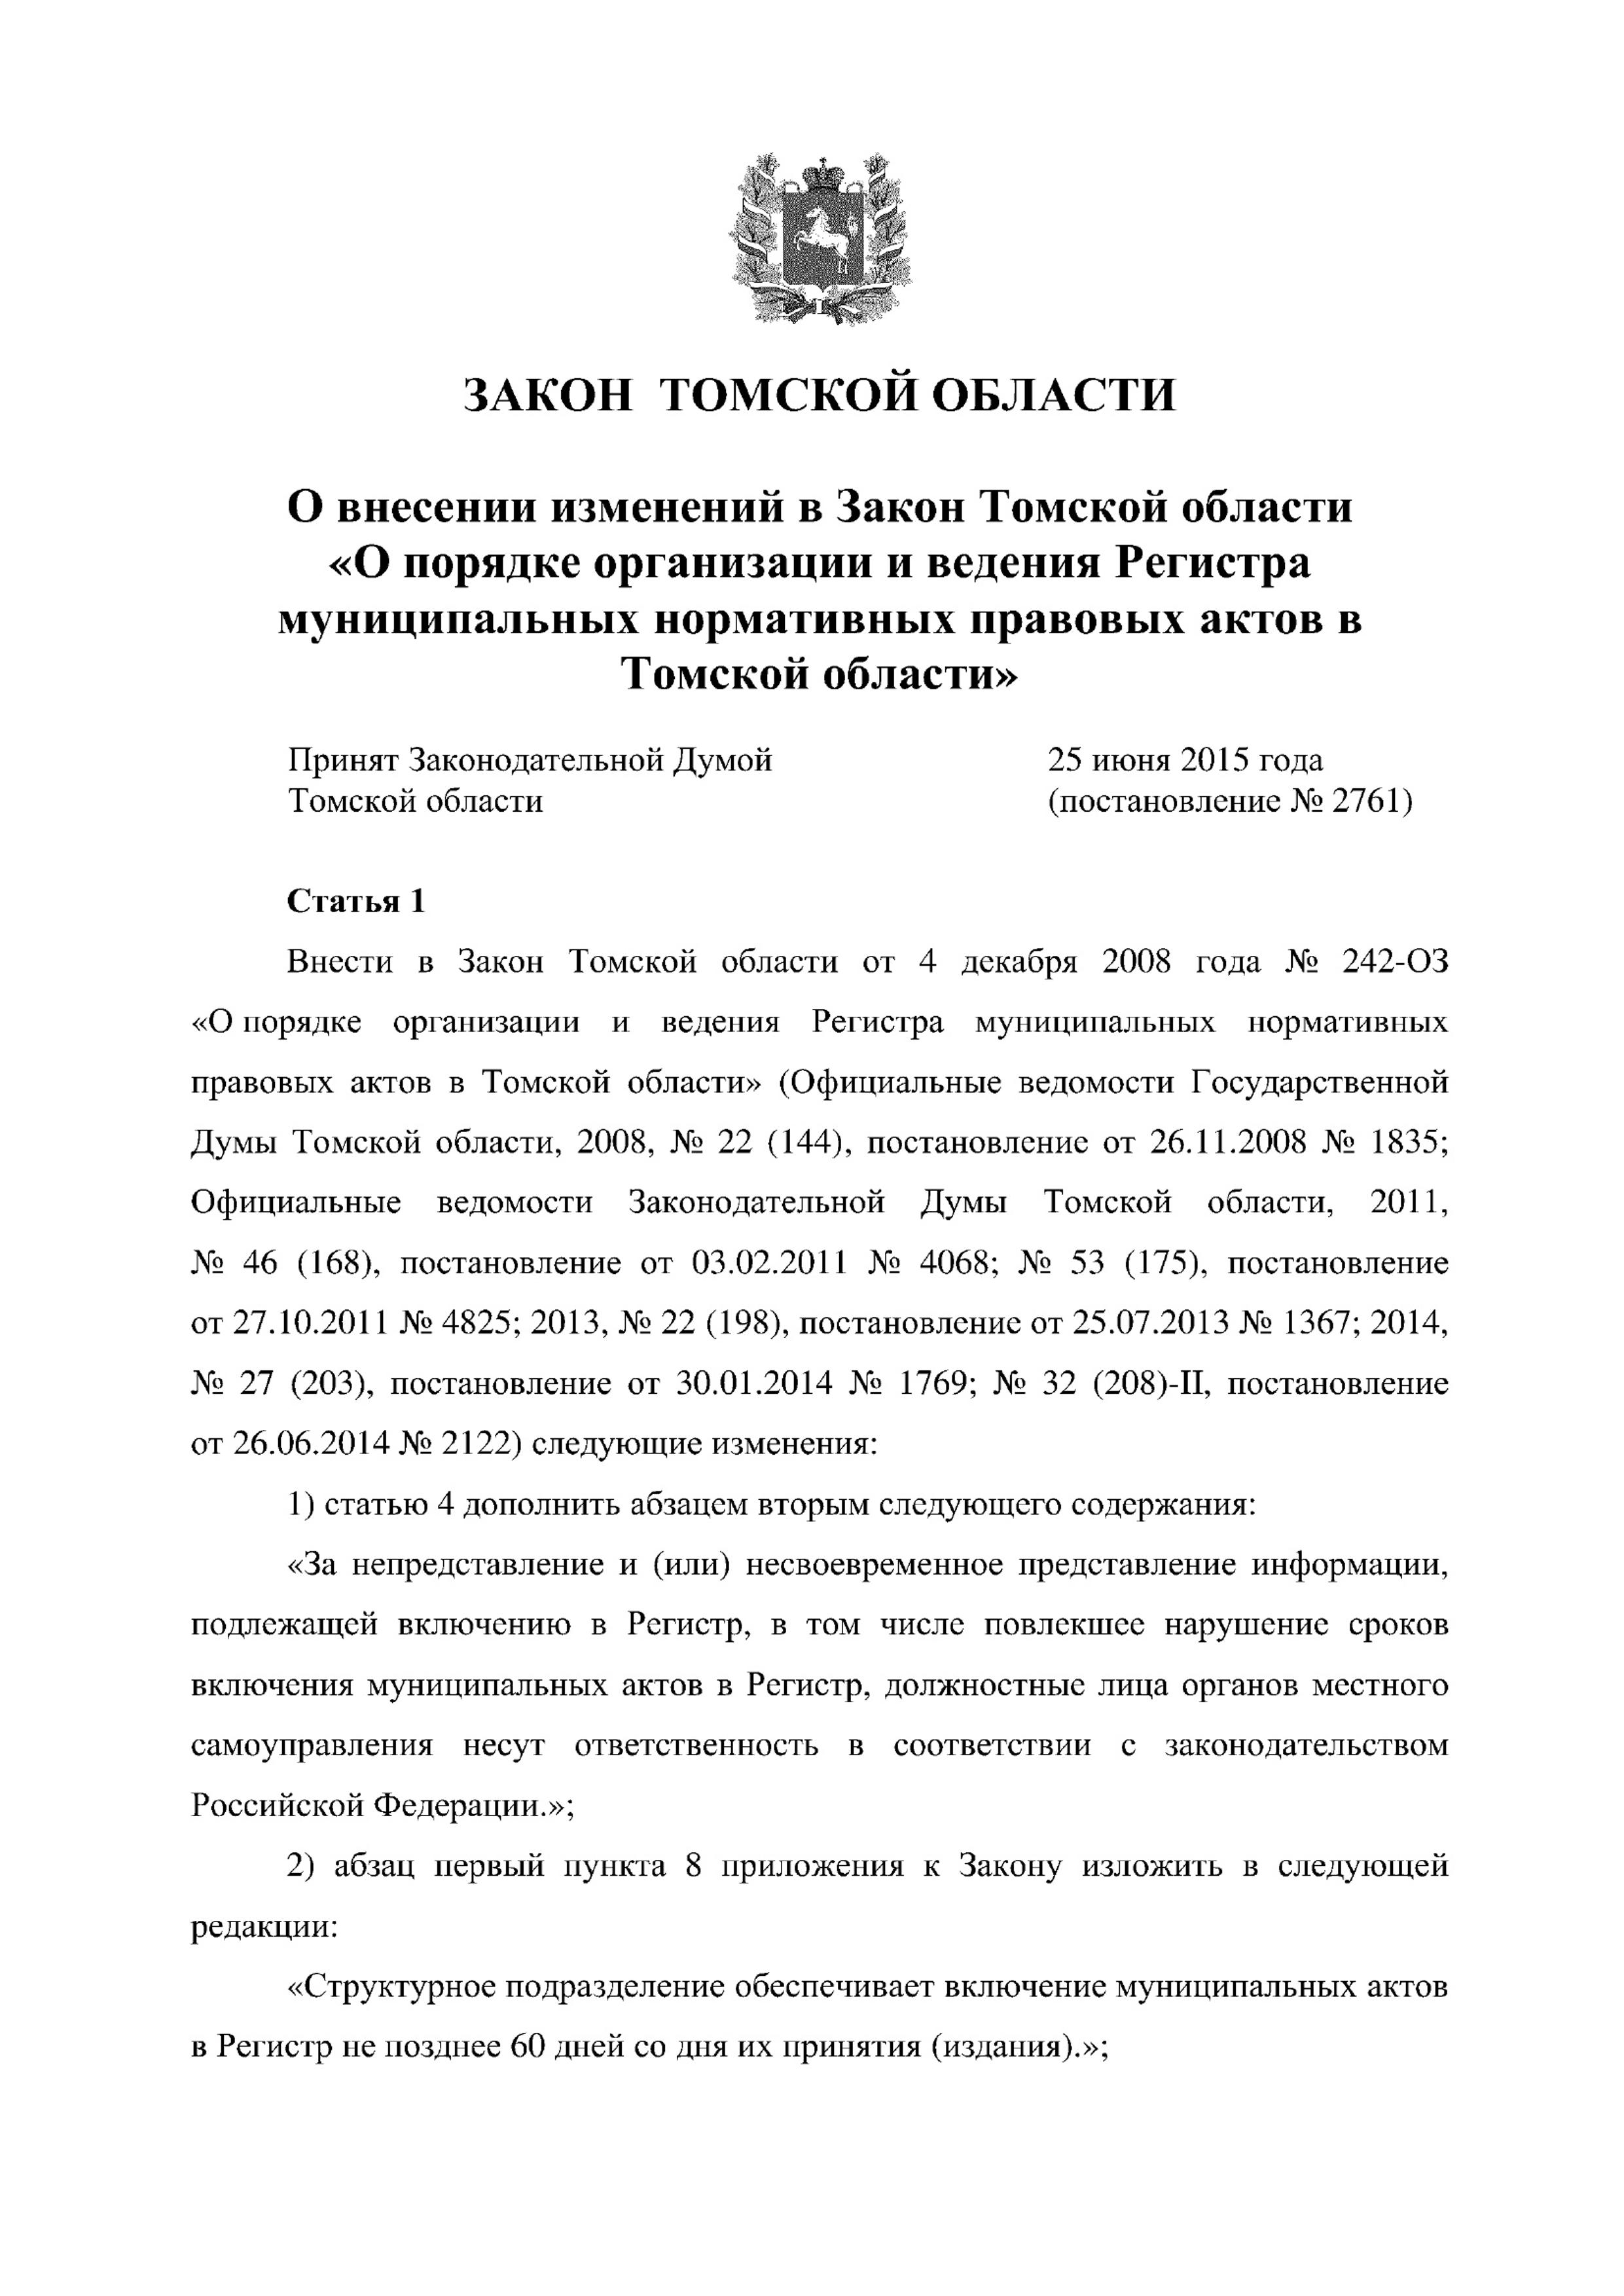 ЗАКОН ТОМСКОЙ ОБЛАСТИ
О внесении изменений в Закон Томской области
«О порядке организации и ведения Регистра
муниципальных нормативных правовых актов в
Томской области»
Принят Законодательной Думой 25 июня 2015 года
Томской области (постановление № 2761)
Статья 1
Внести в Закон Томской области от 4 декабря 2008 года № 242-ОЗ
«О порядке организации и ведения Регистра муниципальных нормативных
правовых актов в Томской области» (Официальные ведомости Государственной
Думы Томской области, 2008, № 22 (144), постановление от 26.11.2008 № 1835;
Официальные ведомости Законодательной Думы Томской области, 2011,
№ 46 (168), постановление от 03.02.2011 № 4068; № 53 (175), постановление
от 27.10.2011 № 4825; 2013, № 22 (198), постановление от 25.07.2013 № 1367; 2014,
№ 27 (203), постановление от 30.01.2014 № 1769; № 32 (208)-II, постановление
от 26.06.2014 № 2122) следующие изменения:
1) статью 4 дополнить абзацем вторым следующего содержания:
«За непредставление и (или) несвоевременное представление информации,
подлежащей включению в Регистр, в том числе повлекшее нарушение сроков
включения муниципальных актов в Регистр, должностные лица органов местного
самоуправления несут ответственность в соответствии с законодательством
Российской Федерации.»;
2) абзац первый пункта 8 приложения к Закону изложить в следующей
редакции:
«Структурное подразделение обеспечивает включение муниципальных актов
в Регистр не позднее 60 дней со дня их принятия (издания).»;